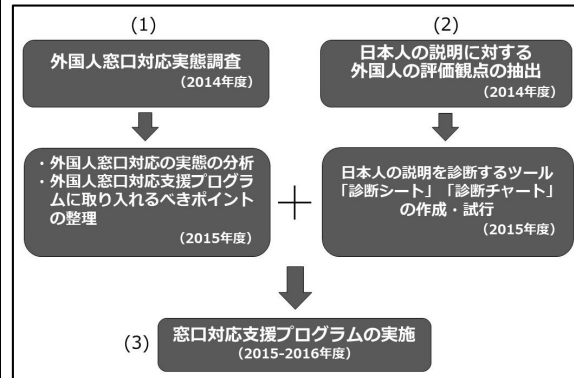 (1)
外国人窓口対応実態調査
(2014年度)
(2)
日本人の説明に対する
外国人の評価観点の抽出
(2014年度)
・外国人窓口対応の実態の分析
・外国人窓口対応支援プログラ
ムに取り入れるべきポイント
の整理
(2015年度)
+
日本人の説明を診断するツール
「診断シート」「診断チャート」
の作成・試行
(2015年度)
(3)
窓口対応支援プログラムの実施
(2015-2016年度)